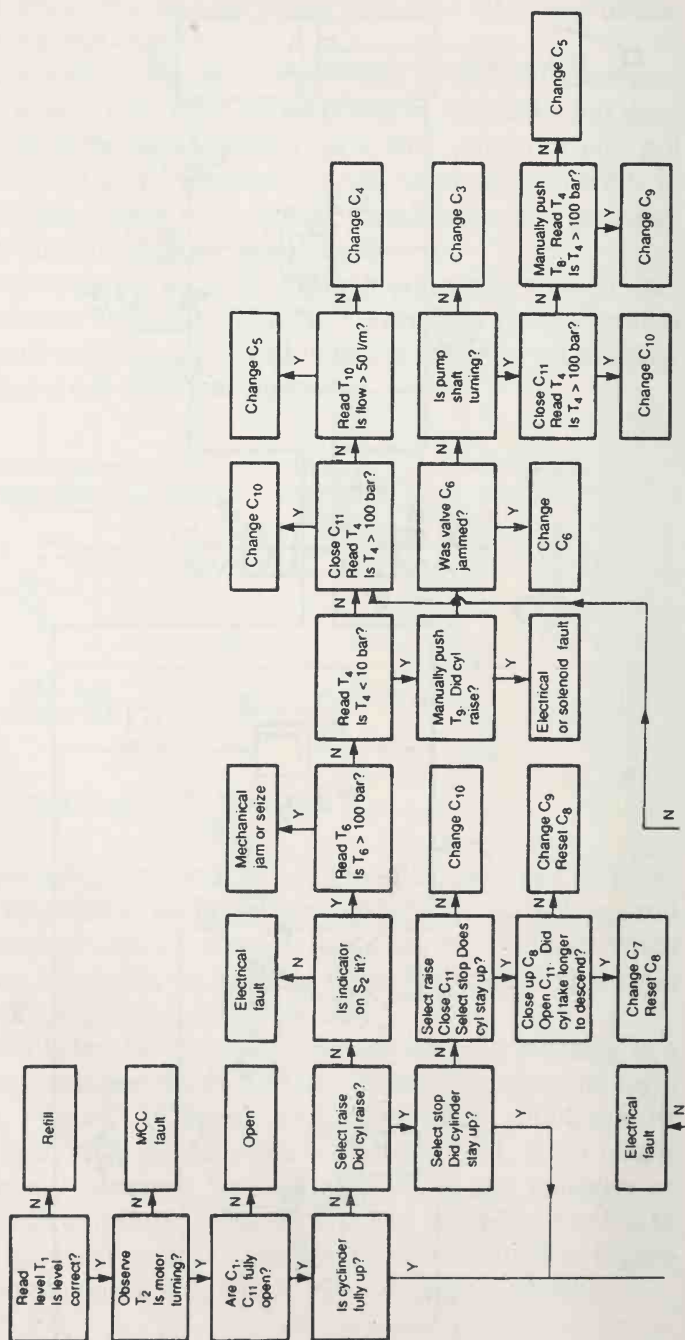 Read
level T1
Is level
correct?
N
Refill
Y
Observe
T2
Is motor
turning?
N
MCC
fault
Y
Are C1,
C11 fully
open?
N
Open
Y
Is cyclinder
fully up?
N
Select raise
Did cyl raise?
N
Is indicator
on S2 lit?
N
Electrical
fault
Y
Read T6
Is T6 > 100 bar?
Y
Mechanical
jam or seize
N
Read T4
Is T4 < 10 bar?
N
Close C11
Read T4
Is T4 > 100 bar?
Y
Change C10
N
Read T10
Is flow > 50 l/m?
Y
Change C5
N
Change C4
Y
Y
Select stop
Did cylinder
stay up?
N
Select raise
Close C11
Select stop Does
cyl stay up?
N
Change C10
Y
Manually push
T9. Did cyl
raise?
Y
Electrical
or solenoid fault
Was valve C6
jammed?
Y
Change
C6
N
Is pump
shaft
turning?
N
Change C3
Y
Y
Y
Close up C8
Open C11. Did
cyl take longer
to descend?
N
Change C9
Reset C8
Y
Change C7
Reset C8
Close C11
Read T4
Is T4 > 100 bar?
Y
Change C10
N
Manually push
T8. Read T4
Is T4 > 100 bar?
Y
Change C9
N
Change C5
Electrical
fault
N
N